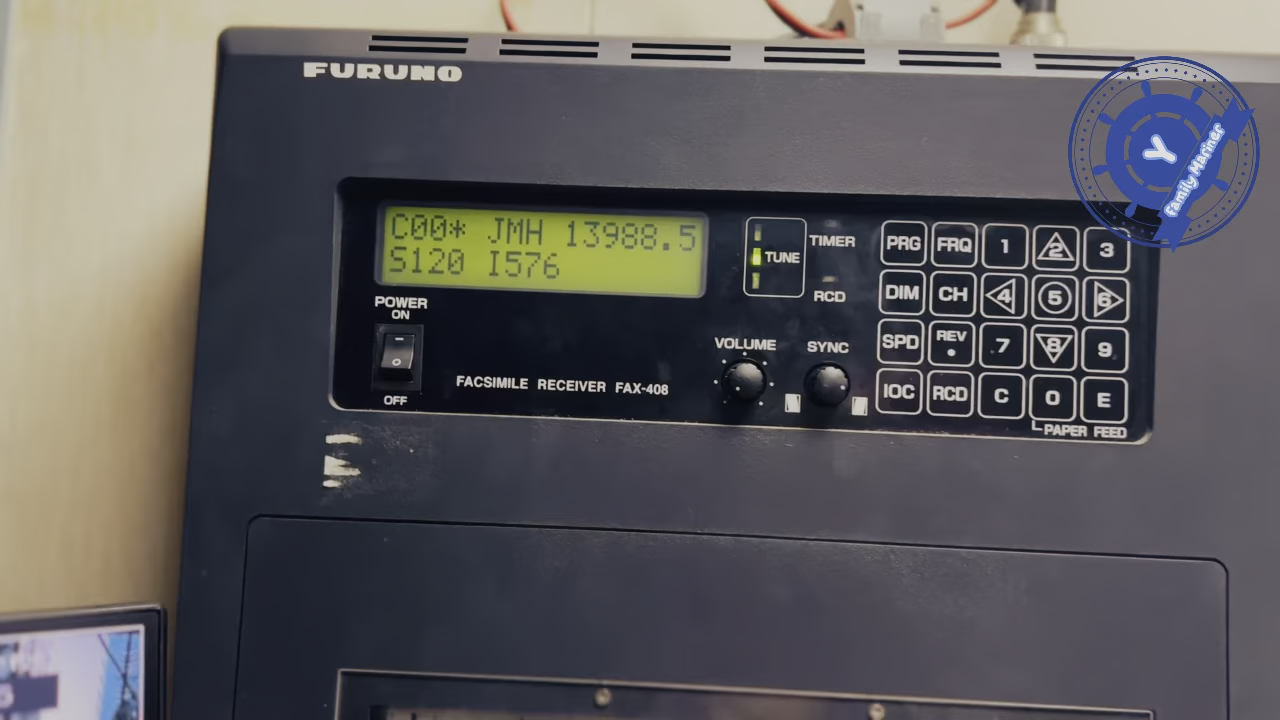 FURUNO
Y
family Mariner
C00* JMH 13988.5
S120 I576
TUNE
TIMER
RCD
POWER
ON
OFF
FACSIMILE RECEIVER FAX-408
VOLUME
SYNC
PRG FRQ 1 2 3
DIM CH 4 5 6
SPD REV 7 8 9
IOC RCD C 0 E
PAPER FEED